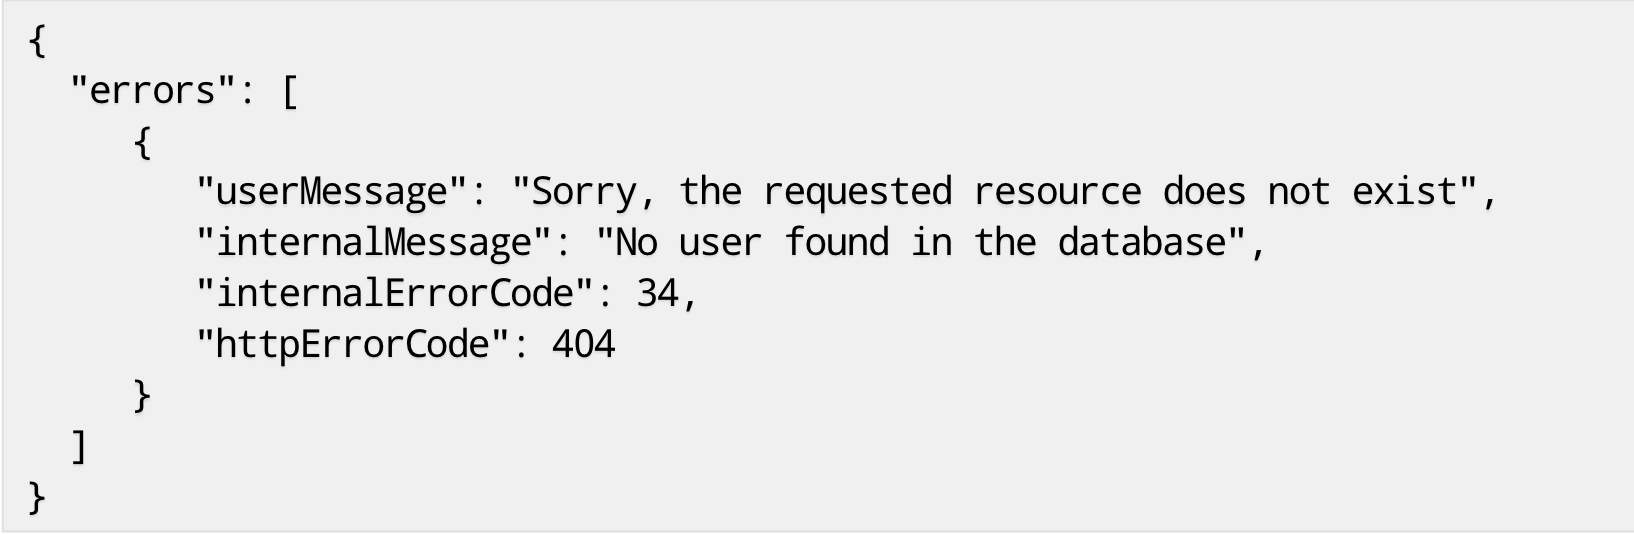 {
  "errors": [
     {
        "userMessage": "Sorry, the requested resource does not exist",
        "internalMessage": "No user found in the database",
        "internalErrorCode": 34,
        "httpErrorCode": 404
     }
  ]
}